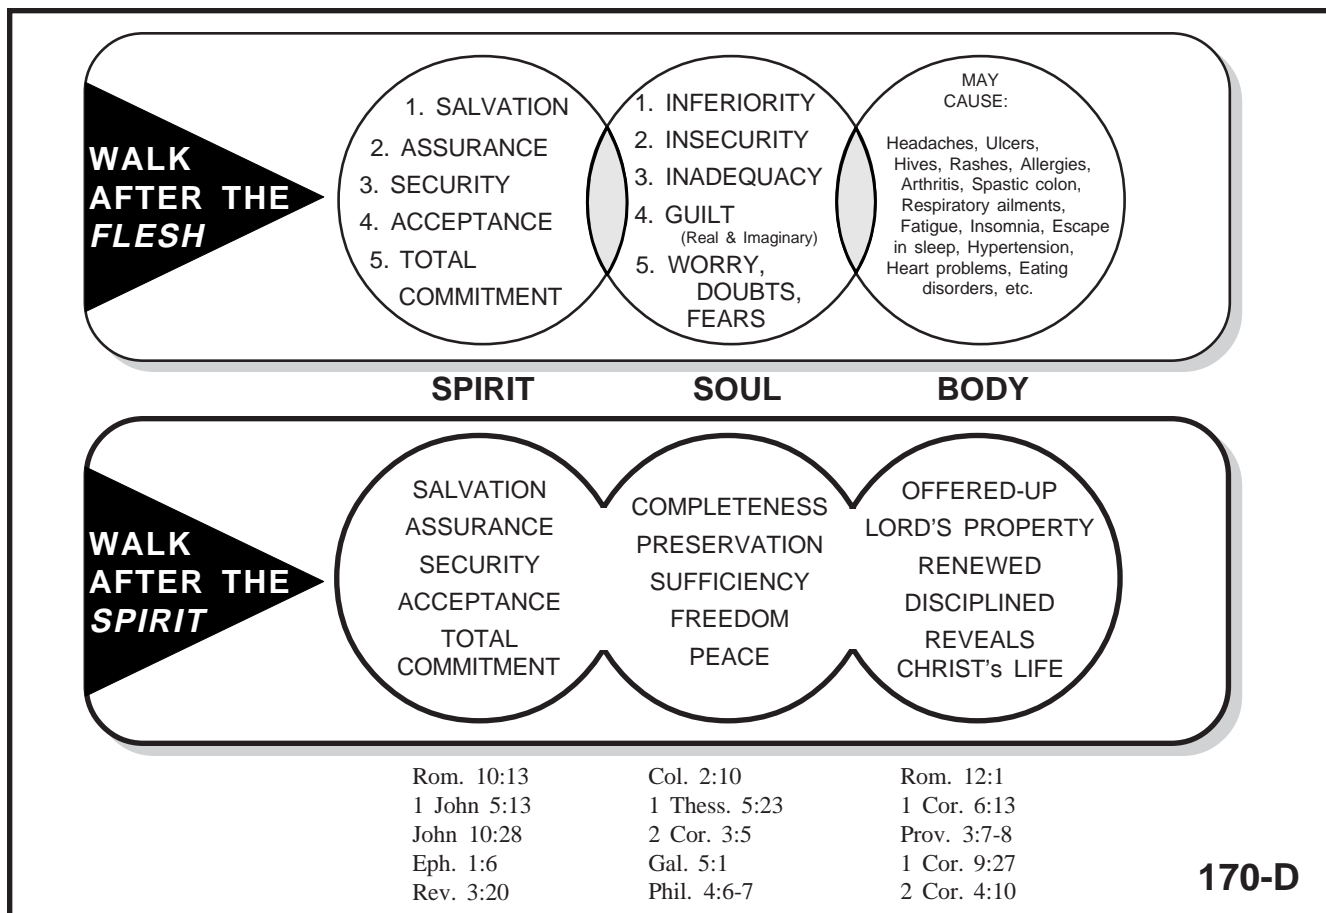 WALK
AFTER THE
FLESH
1. SALVATION
2. ASSURANCE
3. SECURITY
4. ACCEPTANCE
5. TOTAL
COMMITMENT
1. INFERIORITY
2. INSECURITY
3. INADEQUACY
4. GUILT
(Real & Imaginary)
5. WORRY,
DOUBTS,
FEARS
MAY
CAUSE:
Headaches, Ulcers,
Hives, Rashes, Allergies,
Arthritis, Spastic colon,
Respiratory ailments,
Fatigue, Insomnia, Escape
in sleep, Hypertension,
Heart problems, Eating
disorders, etc.
SPIRIT
SOUL
BODY
WALK
AFTER THE
SPIRIT
SALVATION
ASSURANCE
SECURITY
ACCEPTANCE
TOTAL
COMMITMENT
COMPLETENESS
PRESERVATION
SUFFICIENCY
FREEDOM
PEACE
OFFERED-UP
LORD'S PROPERTY
RENEWED
DISCIPLINED
REVEALS
CHRIST's LIFE
Rom. 10:13
1 John 5:13
John 10:28
Eph. 1:6
Rev. 3:20
Col. 2:10
1 Thess. 5:23
2 Cor. 3:5
Gal. 5:1
Phil. 4:6-7
Rom. 12:1
1 Cor. 6:13
Prov. 3:7-8
1 Cor. 9:27
2 Cor. 4:10
170-D